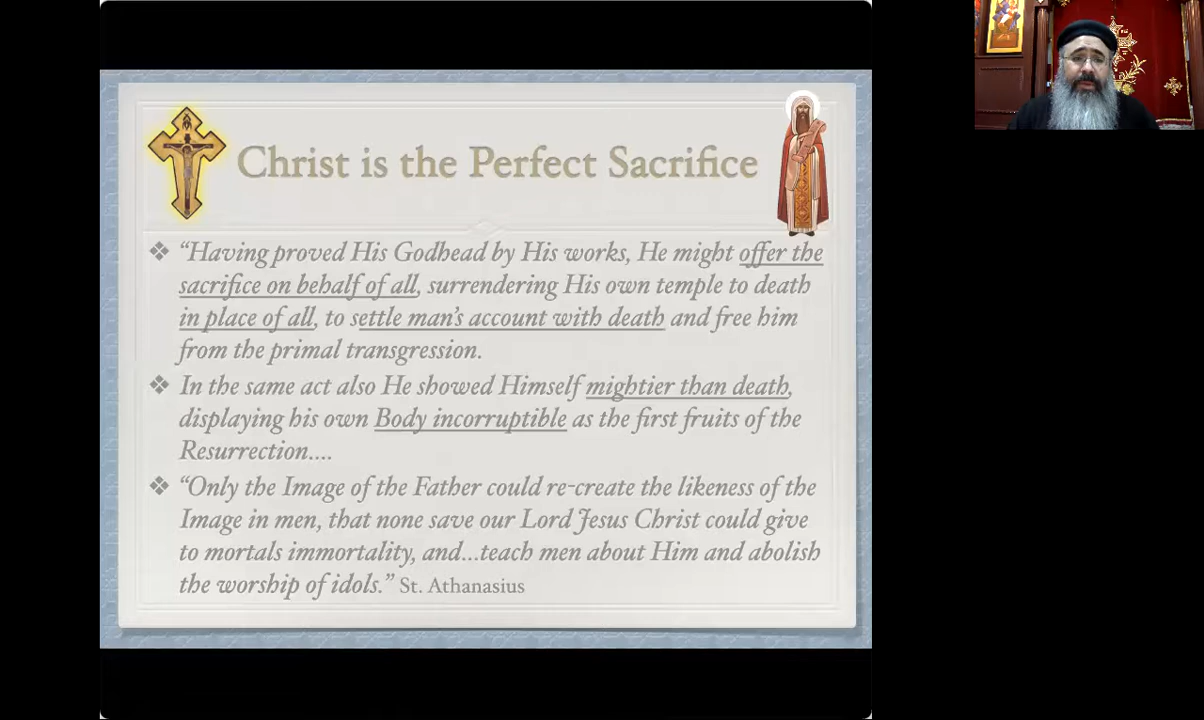 Christ is the Perfect Sacrifice
“Having proved His Godhead by His works, He might offer the
sacrifice on behalf of all, surrendering His own temple to death
in place of all, to settle man’s account with death and free him
from the primal transgression.
In the same act also He showed Himself mightier than death,
displaying his own Body incorruptible as the first fruits of the
Resurrection....
“Only the Image of the Father could re-create the likeness of the
Image in men, that none save our Lord Jesus Christ could give
to mortals immortality, and...teach men about Him and abolish
the worship of idols.” St. Athanasius